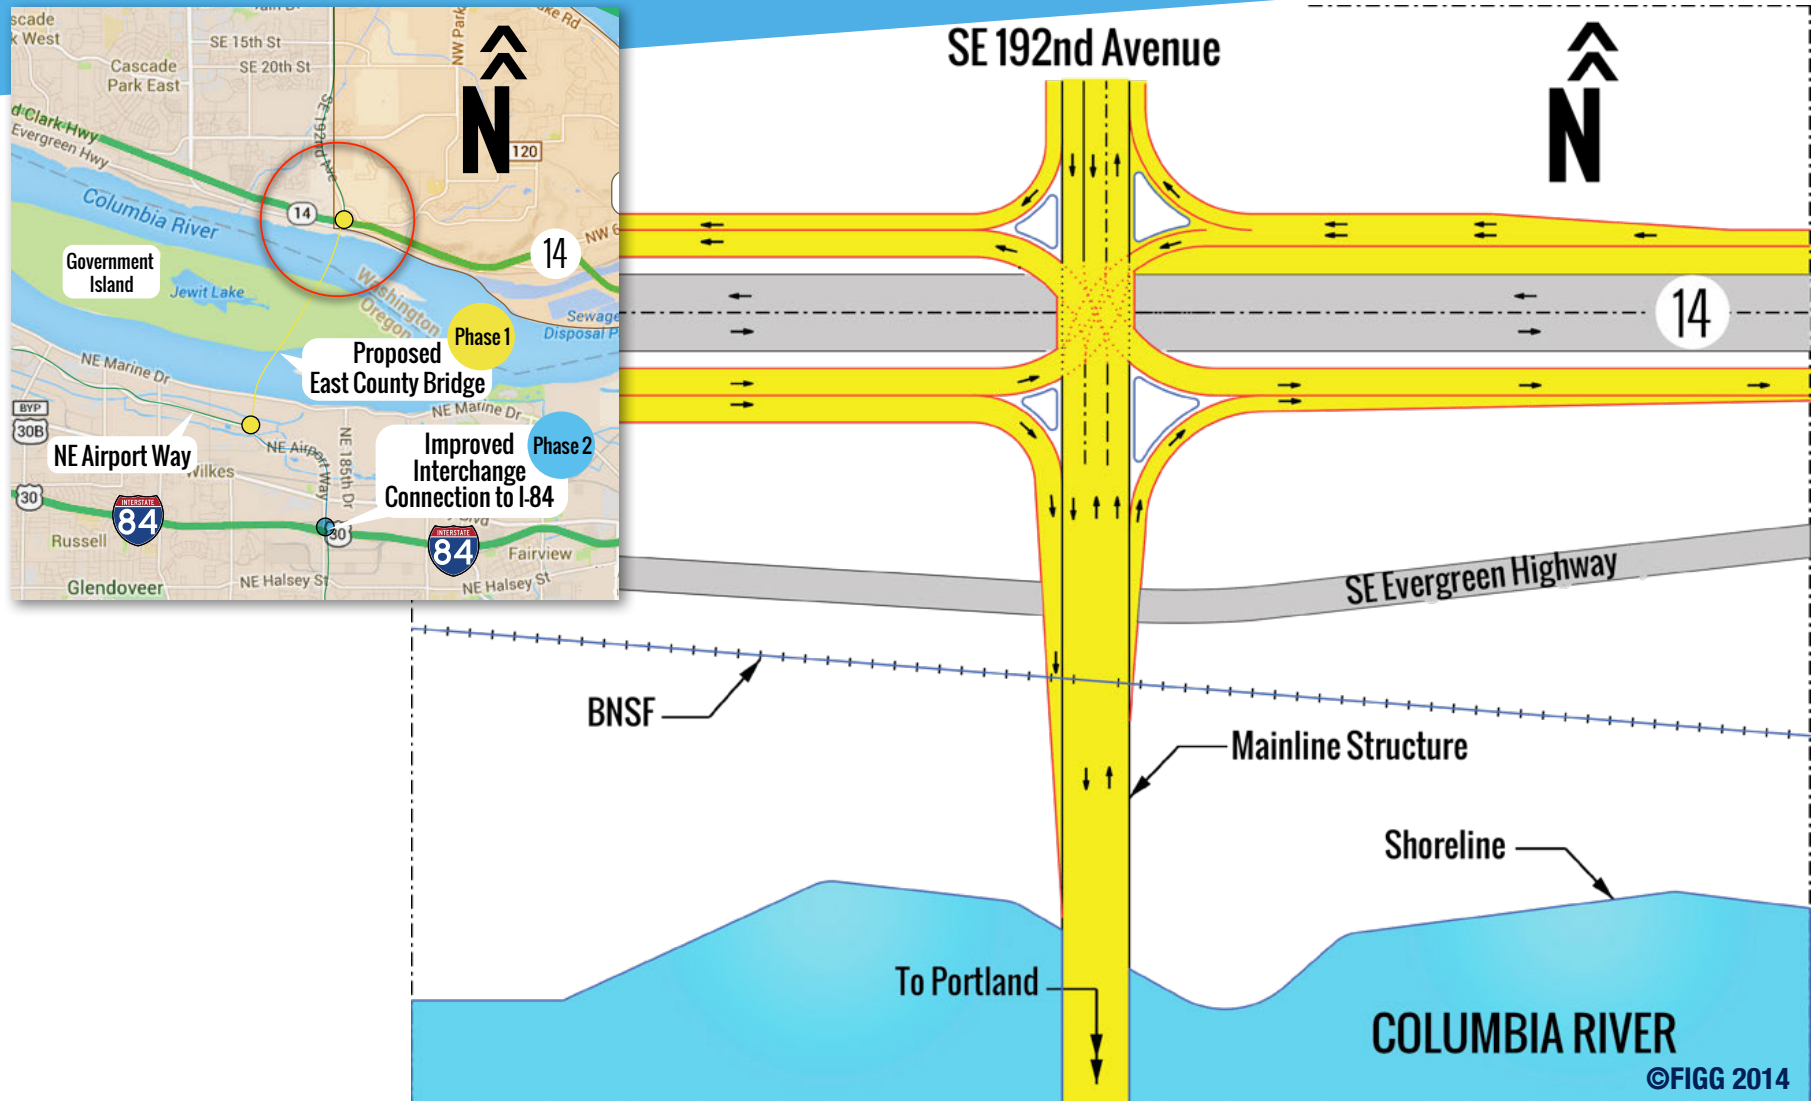 SE 192nd Avenue
N
14
SE Evergreen Highway
BNSF
Mainline Structure
Shoreline
To Portland
COLUMBIA RIVER
©FIGG 2014
SE 15th St
SE 20th St
Cascade
Park East
k West
NW Park
ke Rd
N
120
SE 192nd Ave
d Clark Hwy
Evergreen Hwy
Columbia River
14
14
NW 6
Government
Island
Jewit Lake
Washington
Oregon
Sewage
Disposal P
Phase 1
Proposed
East County Bridge
NE Marine Dr
NE Marine Dr
BYP
30B
NE Airport Way
NE Airport Way
NE 185th Dr
Wilkes
Improved
Interchange
Connection to I-84
Phase 2
30
INTERSTATE
84
30
INTERSTATE
84
Russell
Fairview
Glendoveer
NE Halsey St
NE Halsey St